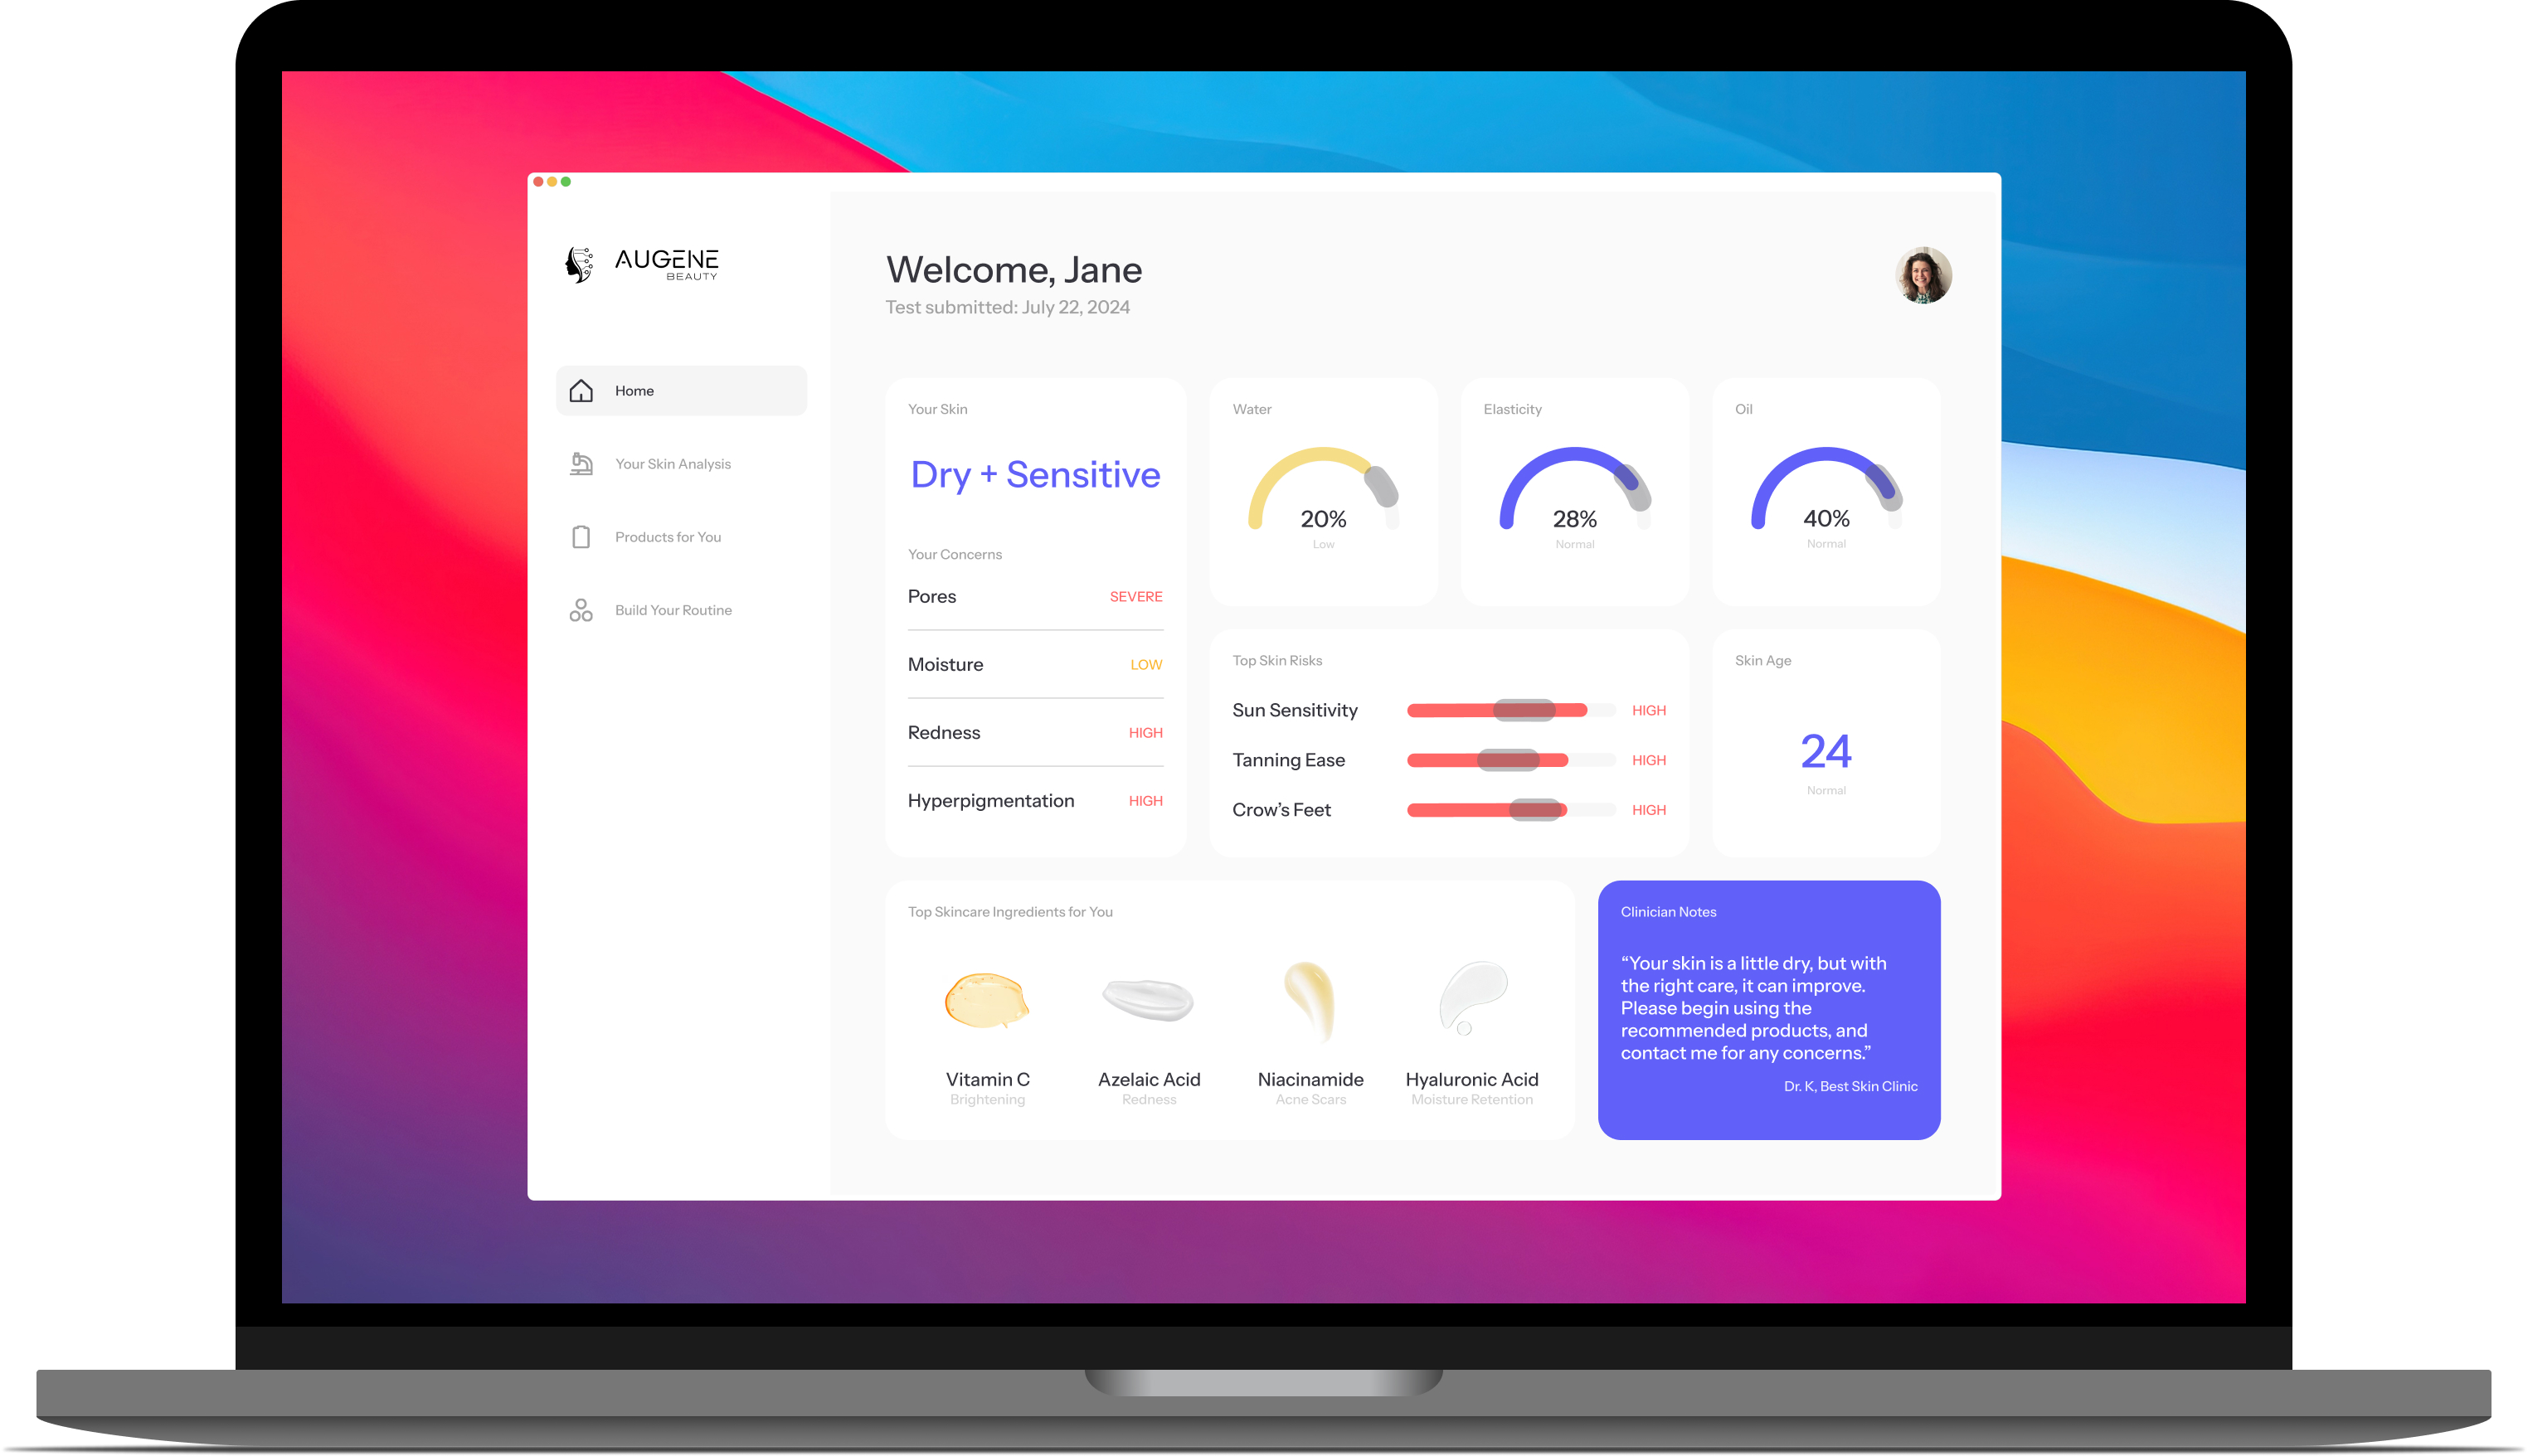 AUGENE
BEAUTY
Home
Your Skin Analysis
Products for You
Build Your Routine
Welcome, Jane
Test submitted: July 22, 2024
Your Skin
Dry + Sensitive
Your Concerns
Pores SEVERE
Moisture LOW
Redness HIGH
Hyperpigmentation HIGH
Water
20%
Low
Elasticity
28%
Normal
Oil
40%
Normal
Top Skin Risks
Sun Sensitivity HIGH
Tanning Ease HIGH
Crow’s Feet HIGH
Skin Age
24
Normal
Top Skincare Ingredients for You
Vitamin C
Brightening
Azelaic Acid
Redness
Niacinamide
Acne Scars
Hyaluronic Acid
Moisture Retention
Clinician Notes
“Your skin is a little dry, but with
the right care, it can improve.
Please begin using the
recommended products, and
contact me for any concerns.”
Dr. K, Best Skin Clinic